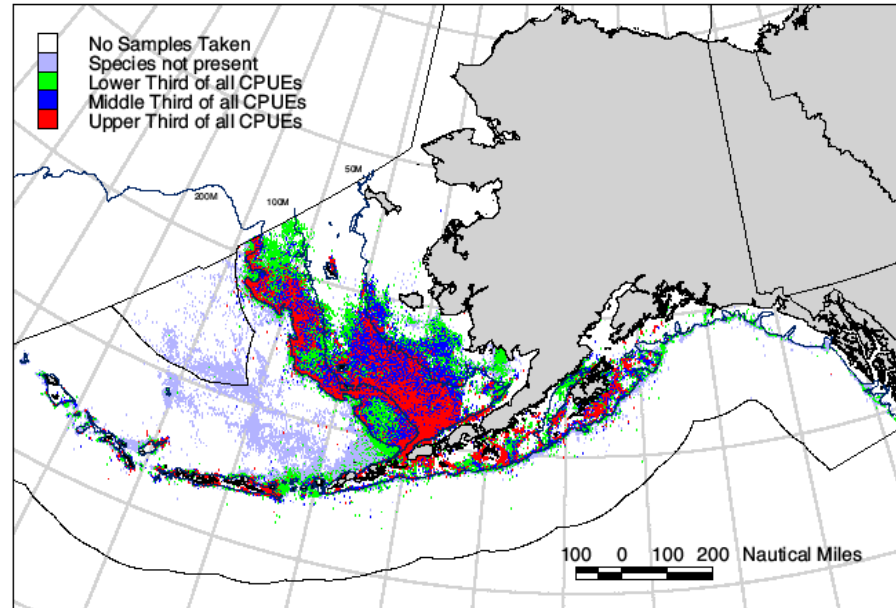 No Samples Taken
Species not present
Lower Third of all CPUEs
Middle Third of all CPUEs
Upper Third of all CPUEs
50M
200M
100M
100 0 100 200 Nautical Miles